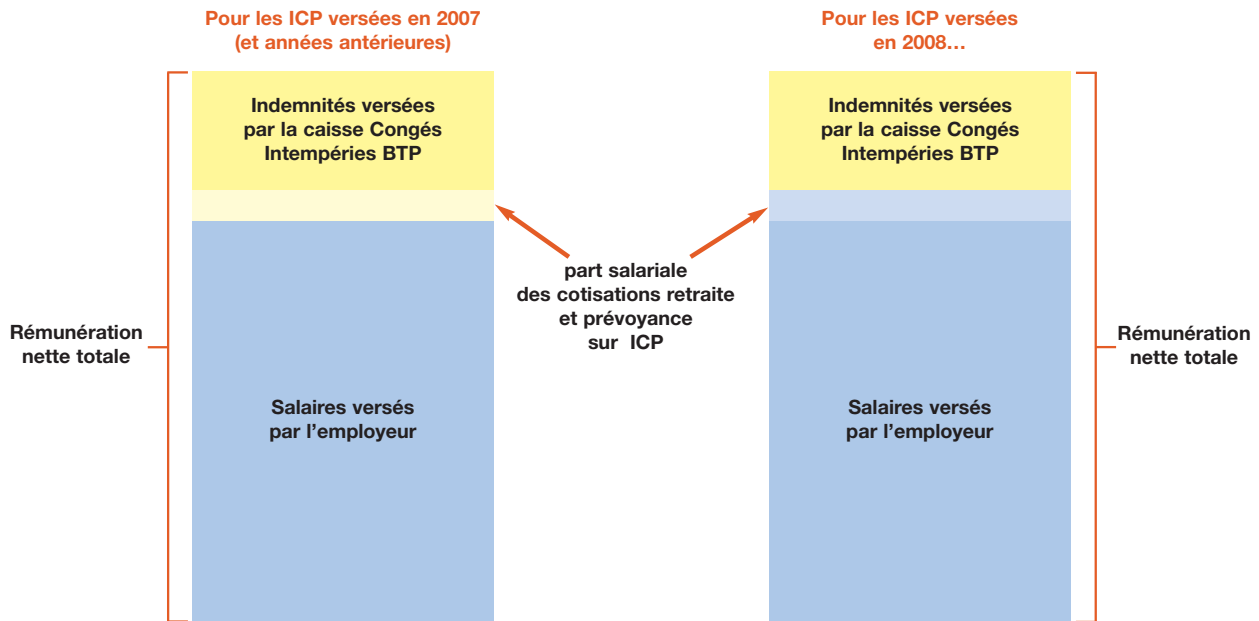 Pour les ICP versées en 2007
(et années antérieures)
Pour les ICP versées
en 2008…
Indemnités versées
par la caisse Congés
Intempéries BTP
Indemnités versées
par la caisse Congés
Intempéries BTP
part salariale
des cotisations retraite
et prévoyance
sur ICP
Rémunération
nette totale
Rémunération
nette totale
Salaires versés
par l’employeur
Salaires versés
par l’employeur